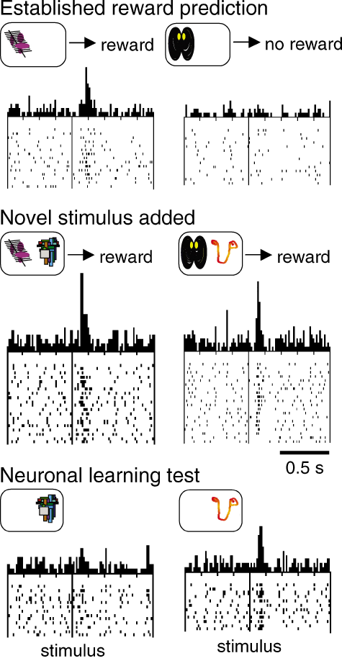 Established reward prediction
reward
no reward
Novel stimulus added
reward
reward
0.5 s
Neuronal learning test
stimulus
stimulus